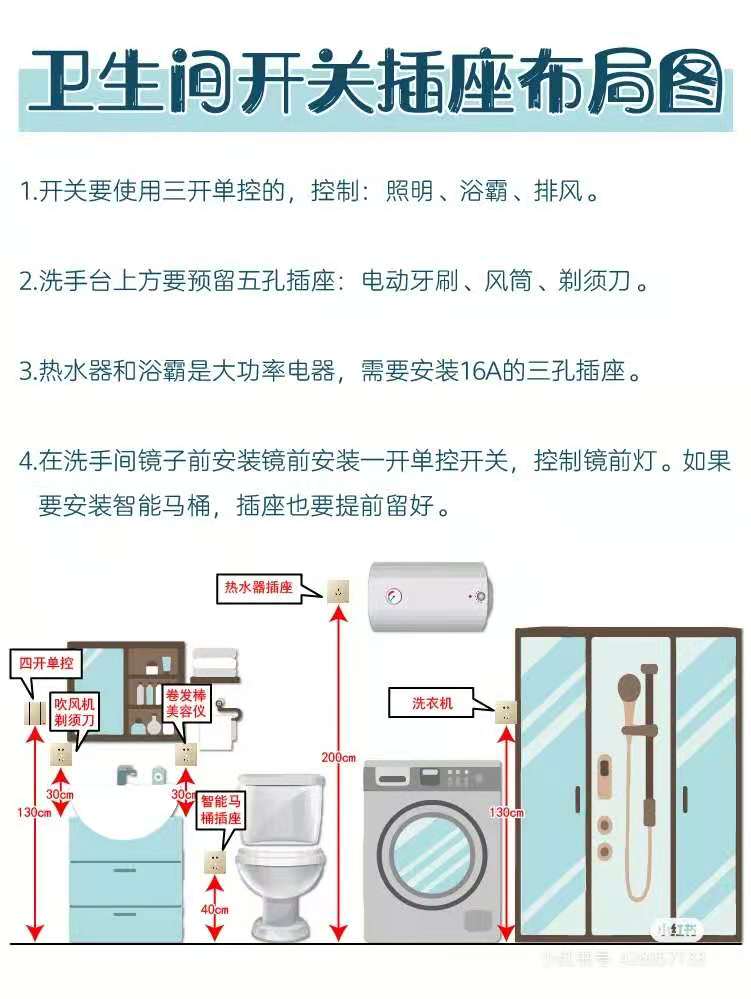 卫生间开关插座布局图
1.开关要使用三开单控的，控制：照明、浴霸、排风。
2.洗手台上方要预留五孔插座：电动牙刷、风筒、剃须刀。
3.热水器和浴霸是大功率电器，需要安装16A的三孔插座。
4.在洗手间镜子前安装镜前安装一开单控开关，控制镜前灯。如果
要安装智能马桶，插座也要提前留好。
热水器插座
四开单控
吹风机
剃须刀
卷发棒
美容仪
洗衣机
200cm
30cm
30cm
130cm
智能马
桶插座
130cm
40cm
小红书